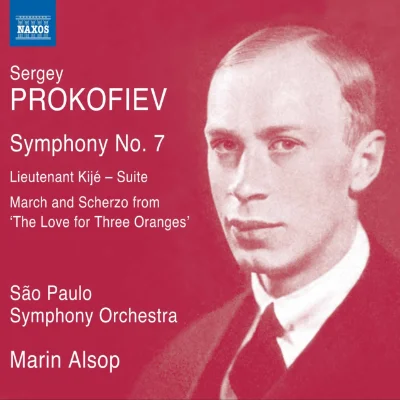 NAXOS
Sergey
PROKOFIEV
Symphony No. 7
Lieutenant Kijé – Suite
March and Scherzo from
‘The Love for Three Oranges’
São Paulo
Symphony Orchestra
Marin Alsop